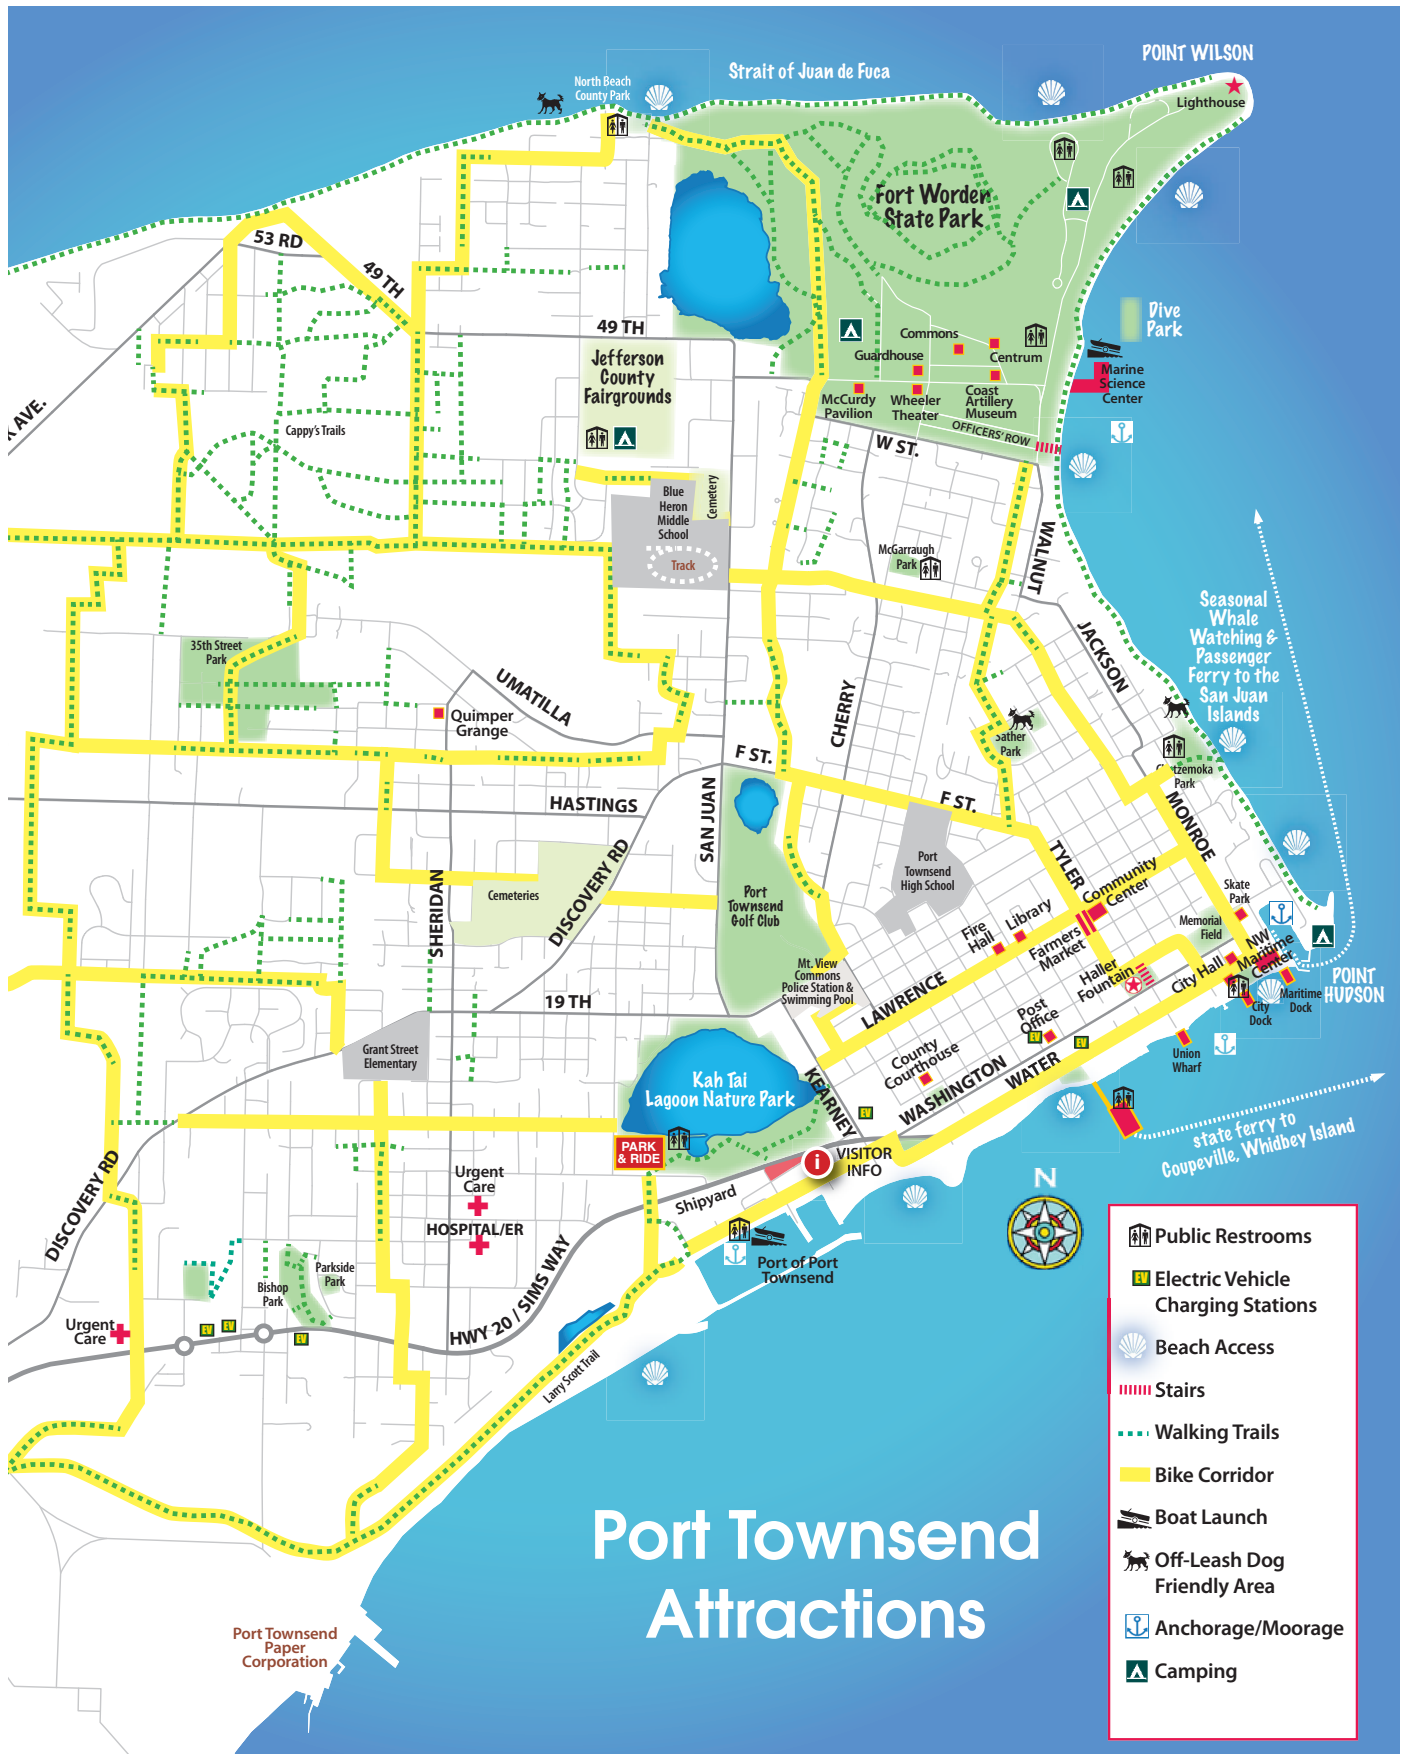 POINT WILSON
Strait of Juan de Fuca
North Beach
County Park
Lighthouse
Fort Worden
State Park
53 RD
49 TH
49 TH
Dive
Park
Commons
Guardhouse
Centrum
Marine
Science
Center
McCurdy
Pavilion
Wheeler
Theater
Coast
Artillery
Museum
OFFICERS' ROW
W ST.
Jefferson
County
Fairgrounds
K AVE.
Cappy's Trails
Blue
Heron
Middle
School
Cemetery
Track
McGarraugh
Park
WALNUT
JACKSON
Seasonal
Whale
Watching &
Passenger
Ferry to the
San Juan
Islands
35th Street
Park
UMATILLA
Quimper
Grange
CHERRY
Sather
Park
Chetzemoka
Park
F ST.
F ST.
HASTINGS
SAN JUAN
MONROE
TYLER
DISCOVERY RD
SHERIDAN
Cemeteries
Port
Townsend
High School
Port
Townsend
Golf Club
Community
Center
Skate
Park
Memorial
Field
Library
Fire
Hall
Farmers
Market
NW
Maritime
Center
City Hall
Haller
Fountain
POINT
HUDSON
Maritime
Dock
City
Dock
Mt. View
Commons
Police Station &
Swimming Pool
LAWRENCE
19 TH
Post
Office
Union
Wharf
County
Courthouse
WASHINGTON
WATER
Grant Street
Elementary
Kah Tai
Lagoon Nature Park
KEARNEY
PARK
& RIDE
VISITOR
INFO
i
state ferry to
Coupeville, Whidbey Island
N
DISCOVERY RD
Urgent
Care
HOSPITAL/ER
Shipyard
Port of Port
Townsend
Parkside
Park
Bishop
Park
Urgent
Care
HWY 20 / SIMS WAY
Larry Scott Trail
EV
EV
EV
EV
EV
EV
Port Townsend
Attractions
Port Townsend
Paper
Corporation
Public Restrooms
EV
Electric Vehicle
Charging Stations
Beach Access
Stairs
Walking Trails
Bike Corridor
Boat Launch
Off-Leash Dog
Friendly Area
Anchorage/Moorage
Camping